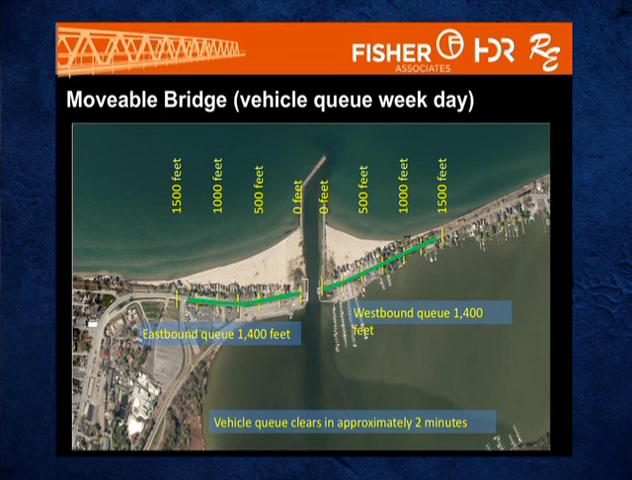 FISHER
ASSOCIATES
HDR
RE
Moveable Bridge (vehicle queue week day)
1500 feet
1000 feet
500 feet
0 feet
0 feet
500 feet
1000 feet
1500 feet
Westbound queue 1,400
feet
Eastbound queue 1,400 feet
Vehicle queue clears in approximately 2 minutes